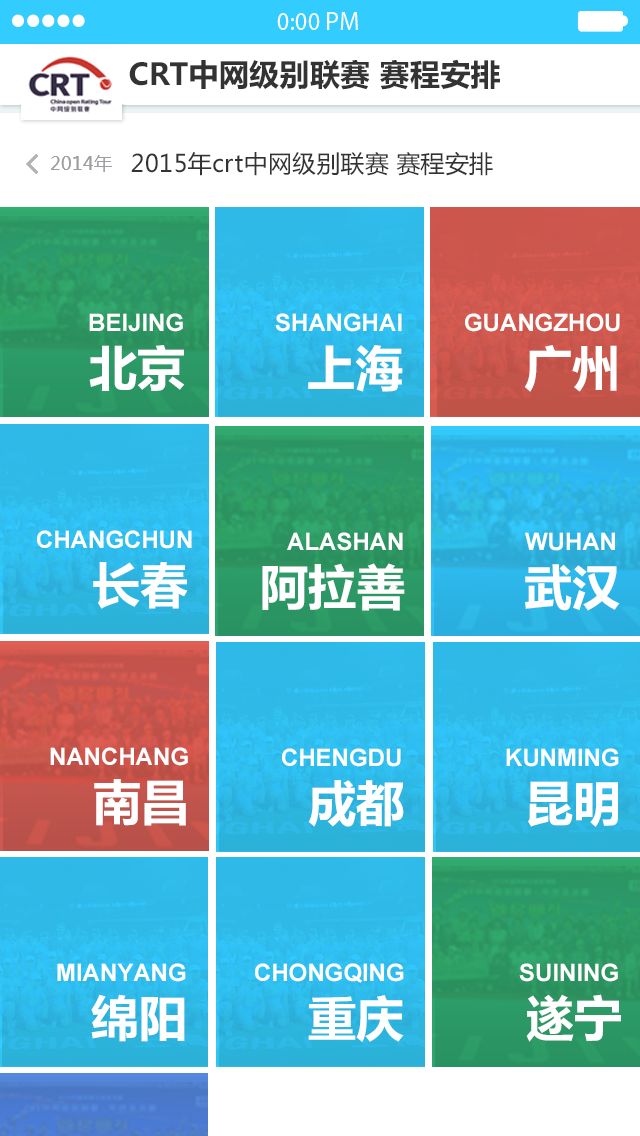 0:00 PM
CRT
China open Rating Tour
中网级别联赛
CRT中网级别联赛 赛程安排
2014年
2015年crt中网级别联赛 赛程安排
BEIJING
北京
SHANGHAI
上海
GUANGZHOU
广州
CHANGCHUN
长春
ALASHAN
阿拉善
WUHAN
武汉
NANCHANG
南昌
CHENGDU
成都
KUNMING
昆明
MIANYANG
绵阳
CHONGQING
重庆
SUINING
遂宁